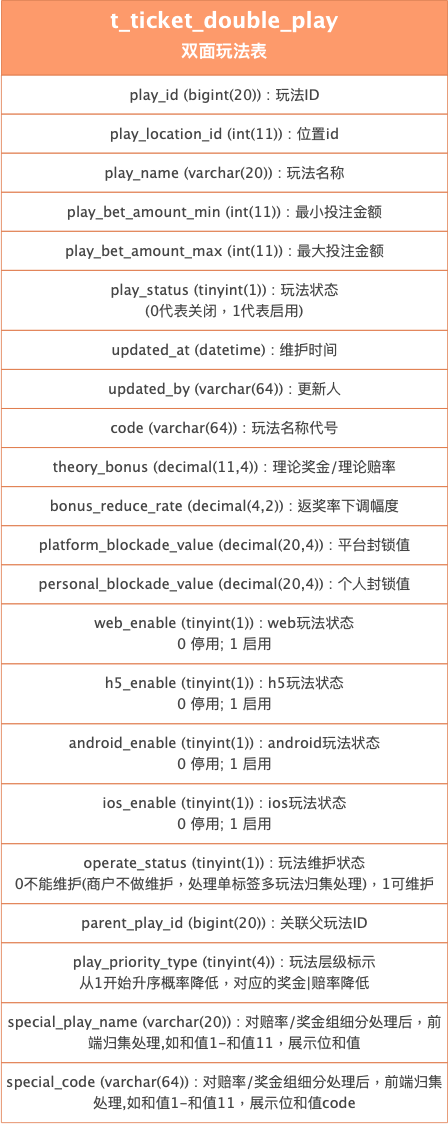 t_ticket_double_play
双面玩法表
play_id (bigint(20)) : 玩法ID
play_location_id (int(11)) : 位置id
play_name (varchar(20)) : 玩法名称
play_bet_amount_min (int(11)) : 最小投注金额
play_bet_amount_max (int(11)) : 最大投注金额
play_status (tinyint(1)) : 玩法状态
(0代表关闭，1代表启用)
updated_at (datetime) : 维护时间
updated_by (varchar(64)) : 更新人
code (varchar(64)) : 玩法名称代号
theory_bonus (decimal(11,4)) : 理论奖金/理论赔率
bonus_reduce_rate (decimal(4,2)) : 返奖率下调幅度
platform_blockade_value (decimal(20,4)) : 平台封锁值
personal_blockade_value (decimal(20,4)) : 个人封锁值
web_enable (tinyint(1)) : web玩法状态
0 停用; 1 启用
h5_enable (tinyint(1)) : h5玩法状态
0 停用; 1 启用
android_enable (tinyint(1)) : android玩法状态
0 停用; 1 启用
ios_enable (tinyint(1)) : ios玩法状态
0 停用; 1 启用
operate_status (tinyint(1)) : 玩法维护状态
0不能维护(商户不做维护，处理单标签多玩法归集处理)，1可维护
parent_play_id (bigint(20)) : 关联父玩法ID
play_priority_type (tinyint(4)) : 玩法层级标示
从1开始升序概率降低，对应的奖金|赔率降低
special_play_name (varchar(20)) : 对赔率/奖金组细分处理后，前
端归集处理,如和值1-和值11，展示位和值
special_code (varchar(64)) : 对赔率/奖金组细分处理后，前端归集
处理,如和值1-和值11，展示位和值code